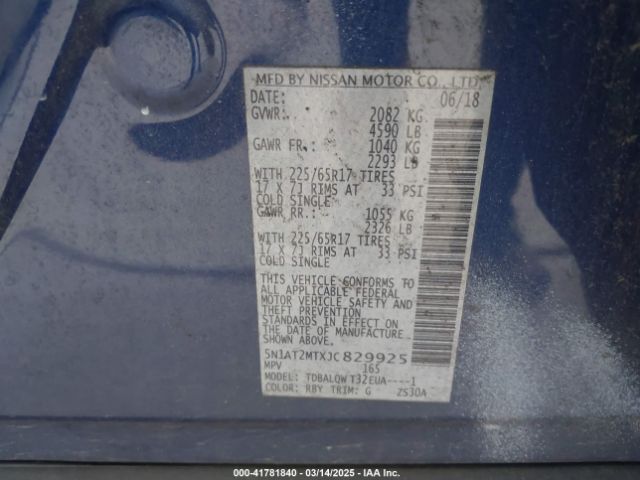 MFD BY NISSAN MOTOR CO., LTD.
DATE: 06/18
GVWR: 2082 KG
4590 LB
GAWR FR.: 1040 KG
2293 LB
WITH 225/65R17 TIRES
17 X 7J RIMS AT 33 PSI
COLD SINGLE
GAWR RR.: 1055 KG
2326 LB
WITH 225/65R17 TIRES
17 X 7J RIMS AT 33 PSI
COLD SINGLE
THIS VEHICLE CONFORMS TO
ALL APPLICABLE FEDERAL
MOTOR VEHICLE SAFETY AND
THEFT PREVENTION
STANDARDS IN EFFECT ON
THE DATE OF MANUFACTURE
SHOWN ABOVE.
5N1AT2MTXJC829925
MPV 165
MODEL: TDBALQW T32EUA----1
COLOR: RBY TRIM: G ZS30A
000-41781840 - 03/14/2025 - IAA Inc.